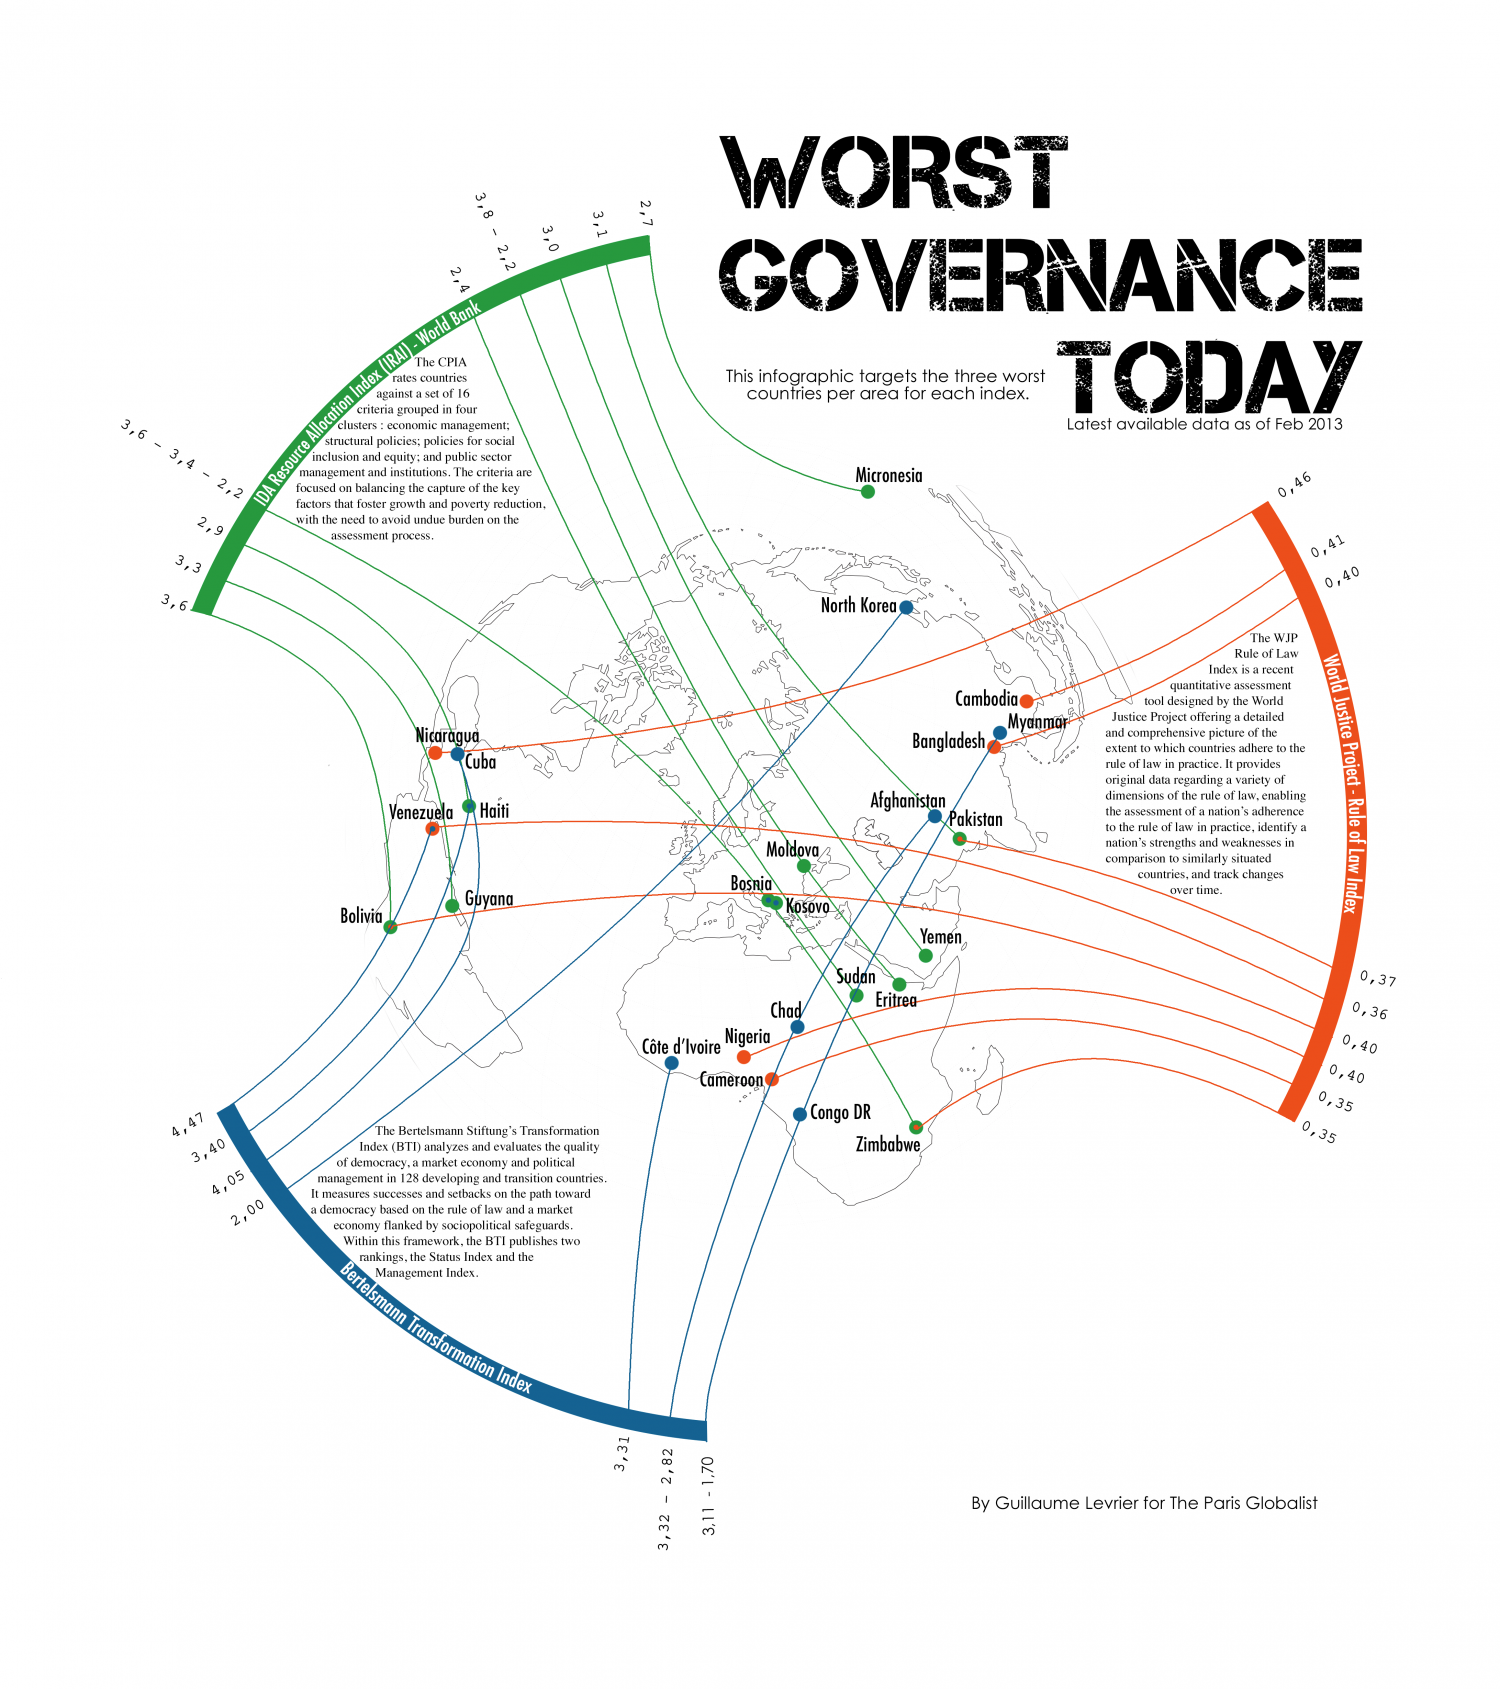 WORST
GOVERNANCE
TODAY
This infographic targets the three worst
countries per area for each index.
Latest available data as of Feb 2013
2,7
3,1
3,0
3,8 - 2,2
2,4
3,6 - 3,4 - 2,2
2,9
3,3
3,6
IDA Resource Allocation Index (IRAI) - World Bank
The CPIA
rates countries
against a set of 16
criteria grouped in four
clusters : economic management;
structural policies; policies for social
inclusion and equity; and public sector
management and institutions. The criteria are
focused on balancing the capture of the key
factors that foster growth and poverty reduction,
with the need to avoid undue burden on the
assessment process.
Micronesia
North Korea
Cambodia
Myanmar
Bangladesh
Nicaragua
Cuba
Afghanistan
Pakistan
Venezuela
Haiti
Moldova
Bosnia
Kosovo
Guyana
Bolivia
Yemen
Sudan
Eritrea
Chad
Nigeria
Côte d'Ivoire
Cameroon
Congo DR
Zimbabwe
0,46
0,41
0,40
World Justice Project - Rule of Law Index
The WJP
Rule of Law
Index is a recent
quantitative assessment
tool designed by the World
Justice Project offering a detailed
and comprehensive picture of the
extent to which countries adhere to the
rule of law in practice. It provides
original data regarding a variety of
dimensions of the rule of law, enabling
the assessment of a nation's adherence
to the rule of law in practice, identify a
nation's strengths and weaknesses in
comparison to similarly situated
countries, and track changes
over time.
0,37
0,36
0,40
0,40
0,35
0,35
4,47
3,40
4,05
2,00
The Bertelsmann Stiftung's Transformation
Index (BTI) analyzes and evaluates the quality
of democracy, a market economy and political
management in 128 developing and transition countries.
It measures successes and setbacks on the path toward
a democracy based on the rule of law and a market
economy flanked by sociopolitical safeguards.
Within this framework, the BTI publishes two
rankings, the Status Index and the
Management Index.
Bertelsmann Transformation Index
3,31
3,32 - 2,82
3,11 - 1,70
By Guillaume Levrier for The Paris Globalist